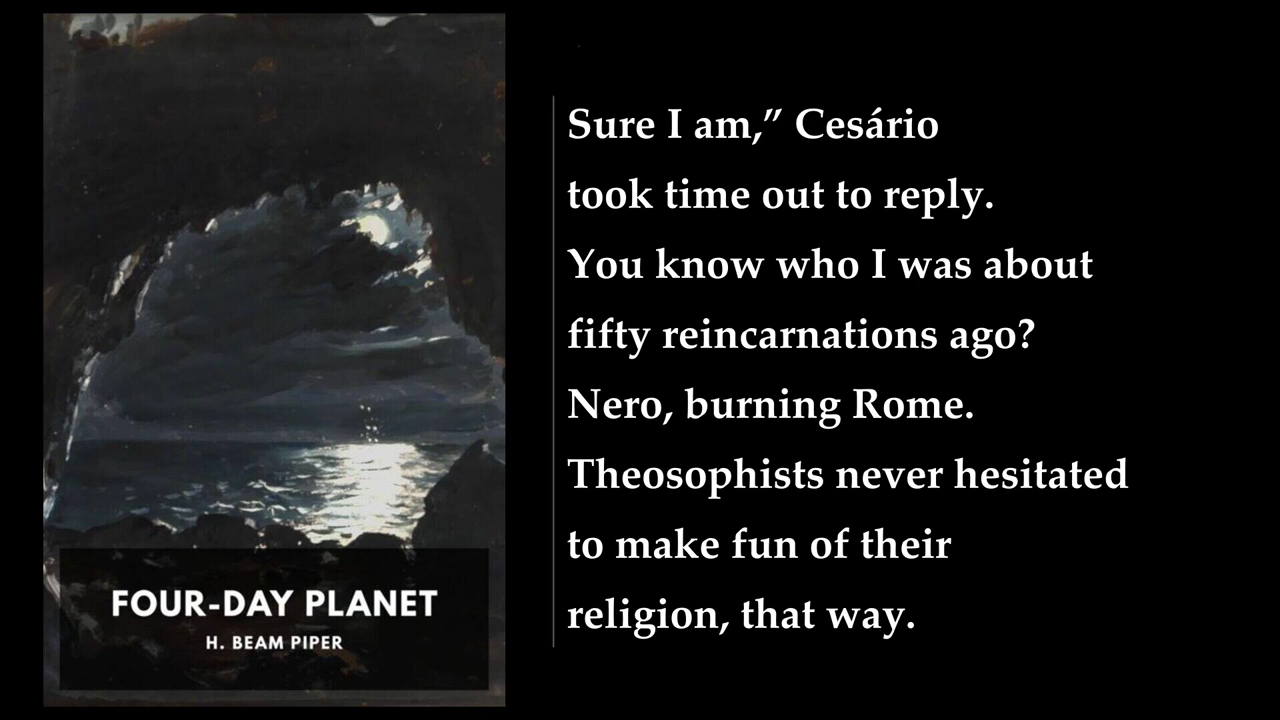 Sure I am,” Cesário
took time out to reply.
You know who I was about
fifty reincarnations ago?
Nero, burning Rome.
Theosophists never hesitated
to make fun of their
religion, that way.
FOUR-DAY PLANET
H. BEAM PIPER